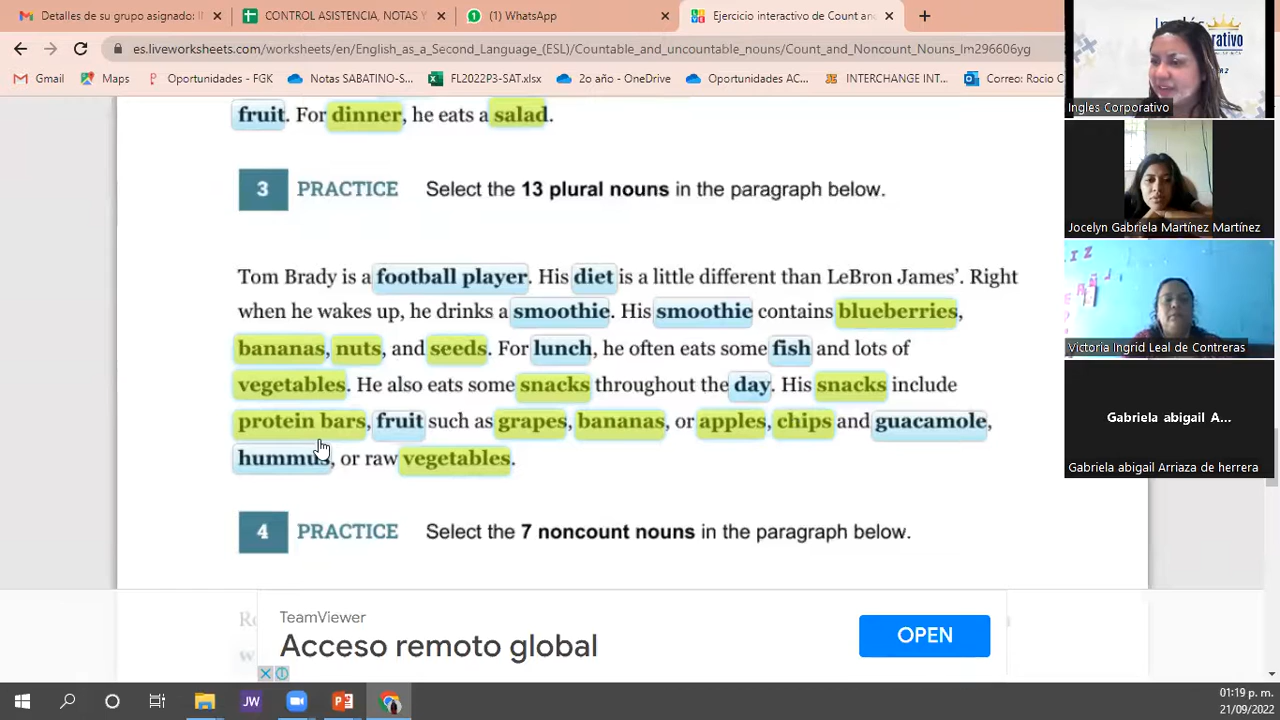 Detalles de su grupo asignado: IN
CONTROL ASISTENCIA, NOTAS Y
(1) WhatsApp
Ejercicio interactivo de Count and
es.liveworksheets.com/worksheets/en/English_as_a_Second_Language_(ESL)/Countable_and_uncountable_nouns/Count_and_Noncount_Nouns_lm296606yg
Gmail
Maps
Oportunidades - FGK
Notas SABATINO-S...
FL2022P3-SAT.xlsx
2o año - OneDrive
Oportunidades AC...
INTERCHANGE INT...
Correo: Rocio C
fruit. For dinner, he eats a salad.
3 PRACTICE Select the 13 plural nouns in the paragraph below.
Tom Brady is a football player. His diet is a little different than LeBron James’. Right
when he wakes up, he drinks a smoothie. His smoothie contains blueberries,
bananas, nuts, and seeds. For lunch, he often eats some fish and lots of
vegetables. He also eats some snacks throughout the day. His snacks include
protein bars, fruit such as grapes, bananas, or apples, chips and guacamole,
hummus, or raw vegetables.
4 PRACTICE Select the 7 noncount nouns in the paragraph below.
TeamViewer
Acceso remoto global
OPEN
Ingles Corporativo
Jocelyn Gabriela Martínez Martínez
Victoria Ingrid Leal de Contreras
Gabriela abigail A...
Gabriela abigail Arriaza de herrera
JW
01:19 p. m.
21/09/2022